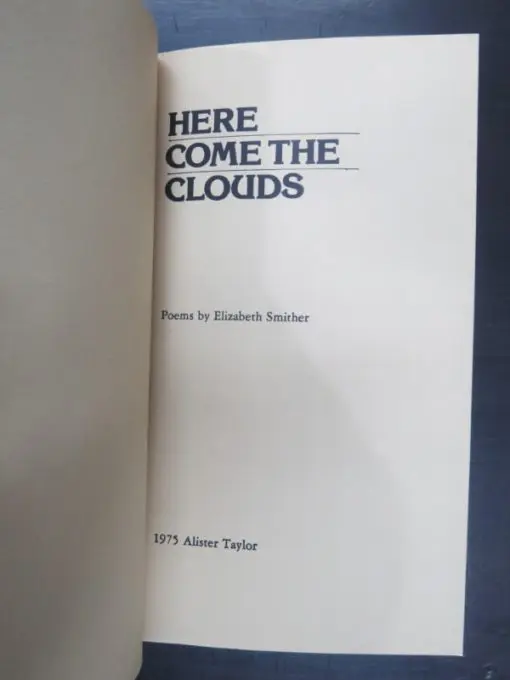 HERE
COME THE
CLOUDS
Poems by Elizabeth Smither
1975 Alister Taylor